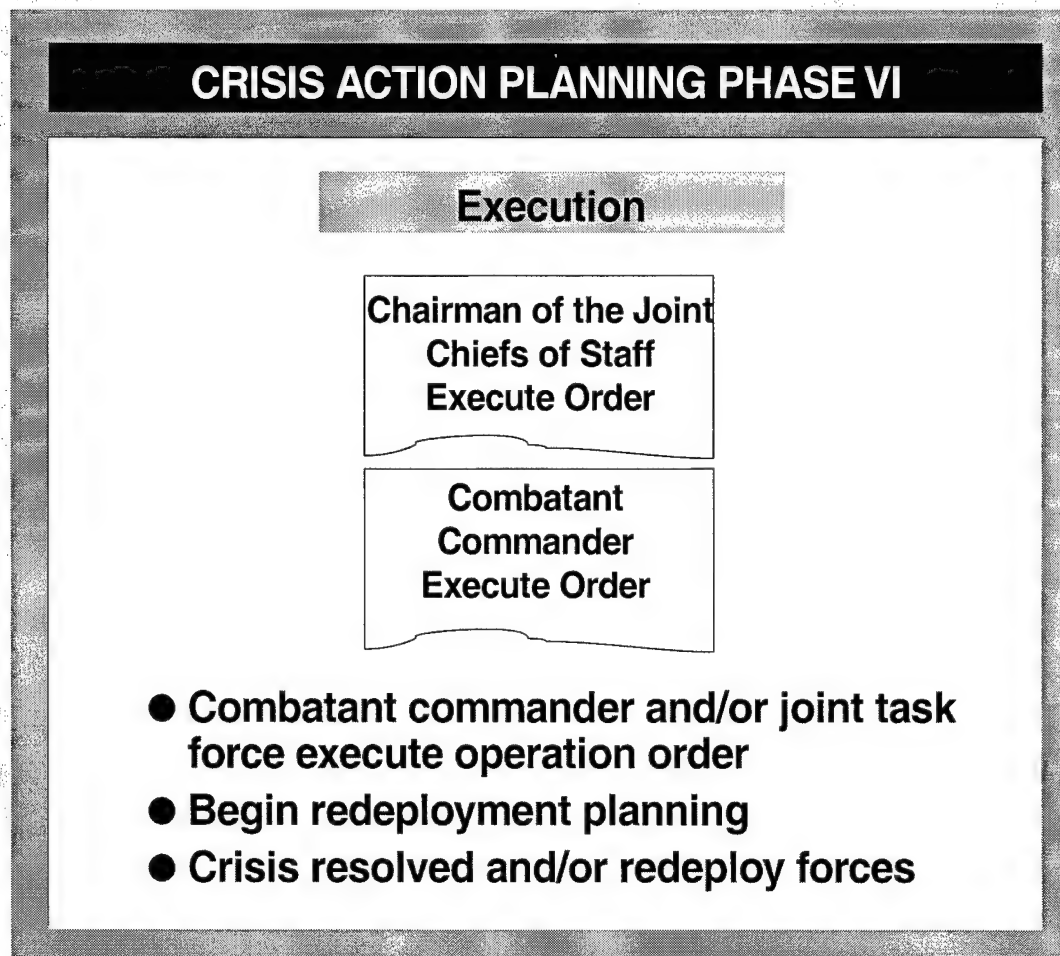 CRISIS ACTION PLANNING PHASE VI
Execution
Chairman of the Joint
Chiefs of Staff
Execute Order
Combatant
Commander
Execute Order
● Combatant commander and/or joint task
force execute operation order
● Begin redeployment planning
● Crisis resolved and/or redeploy forces